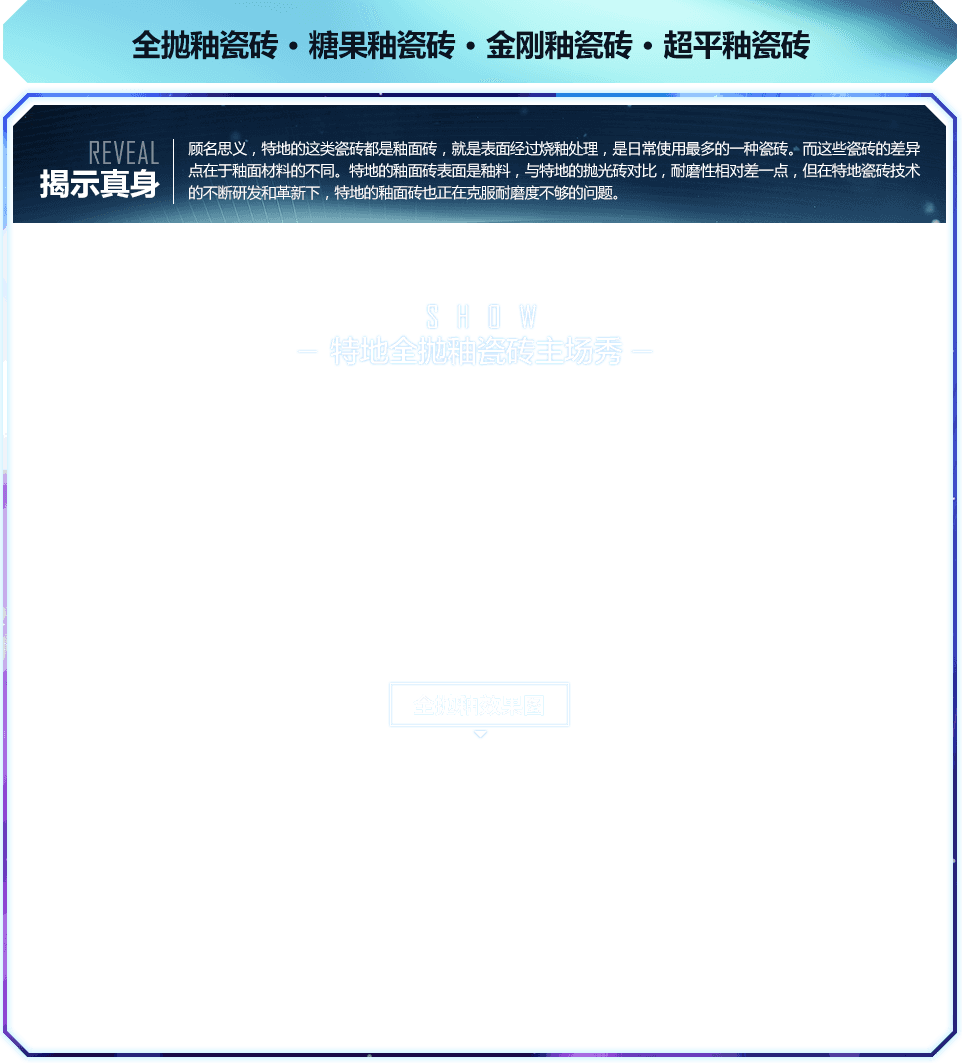 全抛釉瓷砖·糖果釉瓷砖·金刚釉瓷砖·超平釉瓷砖
REVEAL
揭示真身
顾名思义，特地的这类瓷砖都是釉面砖，就是表面经过烧釉处理，是日常使用最多的一种瓷砖。而这些瓷砖的差异
点在于釉面材料的不同。特地的釉面砖表面是釉料，与特地的抛光砖对比，耐磨性相对差一点，但在特地瓷砖技术
的不断研发和革新下，特地的釉面砖也正在克服耐磨度不够的问题。
SHOW
— 特地全抛釉瓷砖主场秀 —
全抛釉效果图